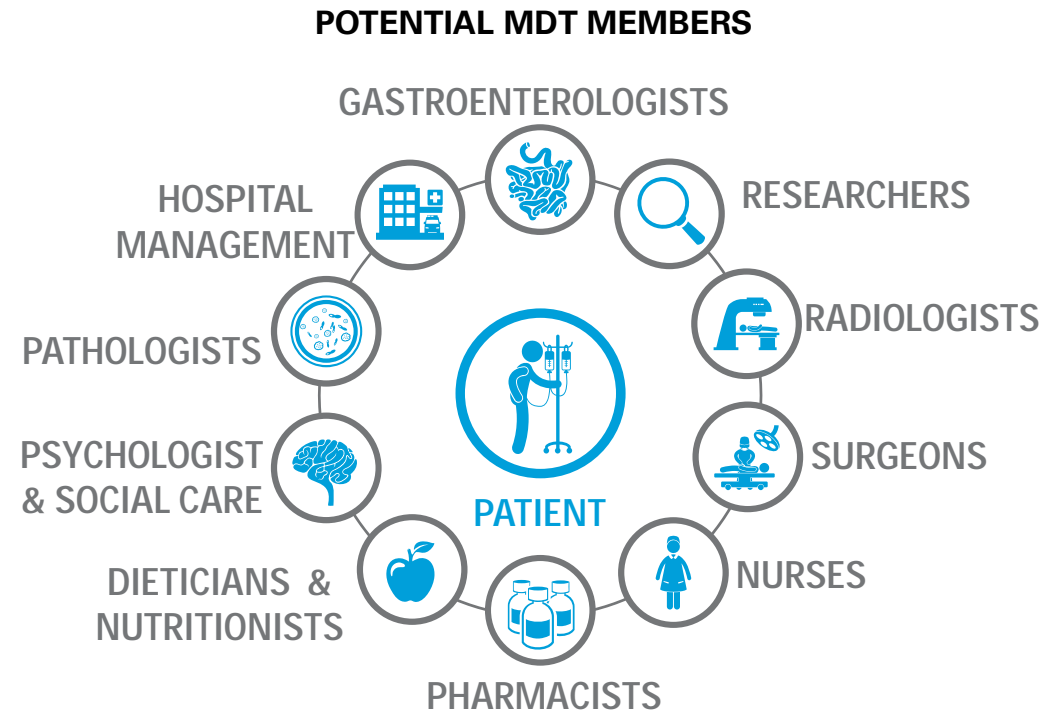 POTENTIAL MDT MEMBERS
GASTROENTEROLOGISTS
RESEARCHERS
RADIOLOGISTS
SURGEONS
NURSES
PHARMACISTS
DIETICIANS &
NUTRITIONISTS
PSYCHOLOGIST
& SOCIAL CARE
PATHOLOGISTS
HOSPITAL
MANAGEMENT
PATIENT